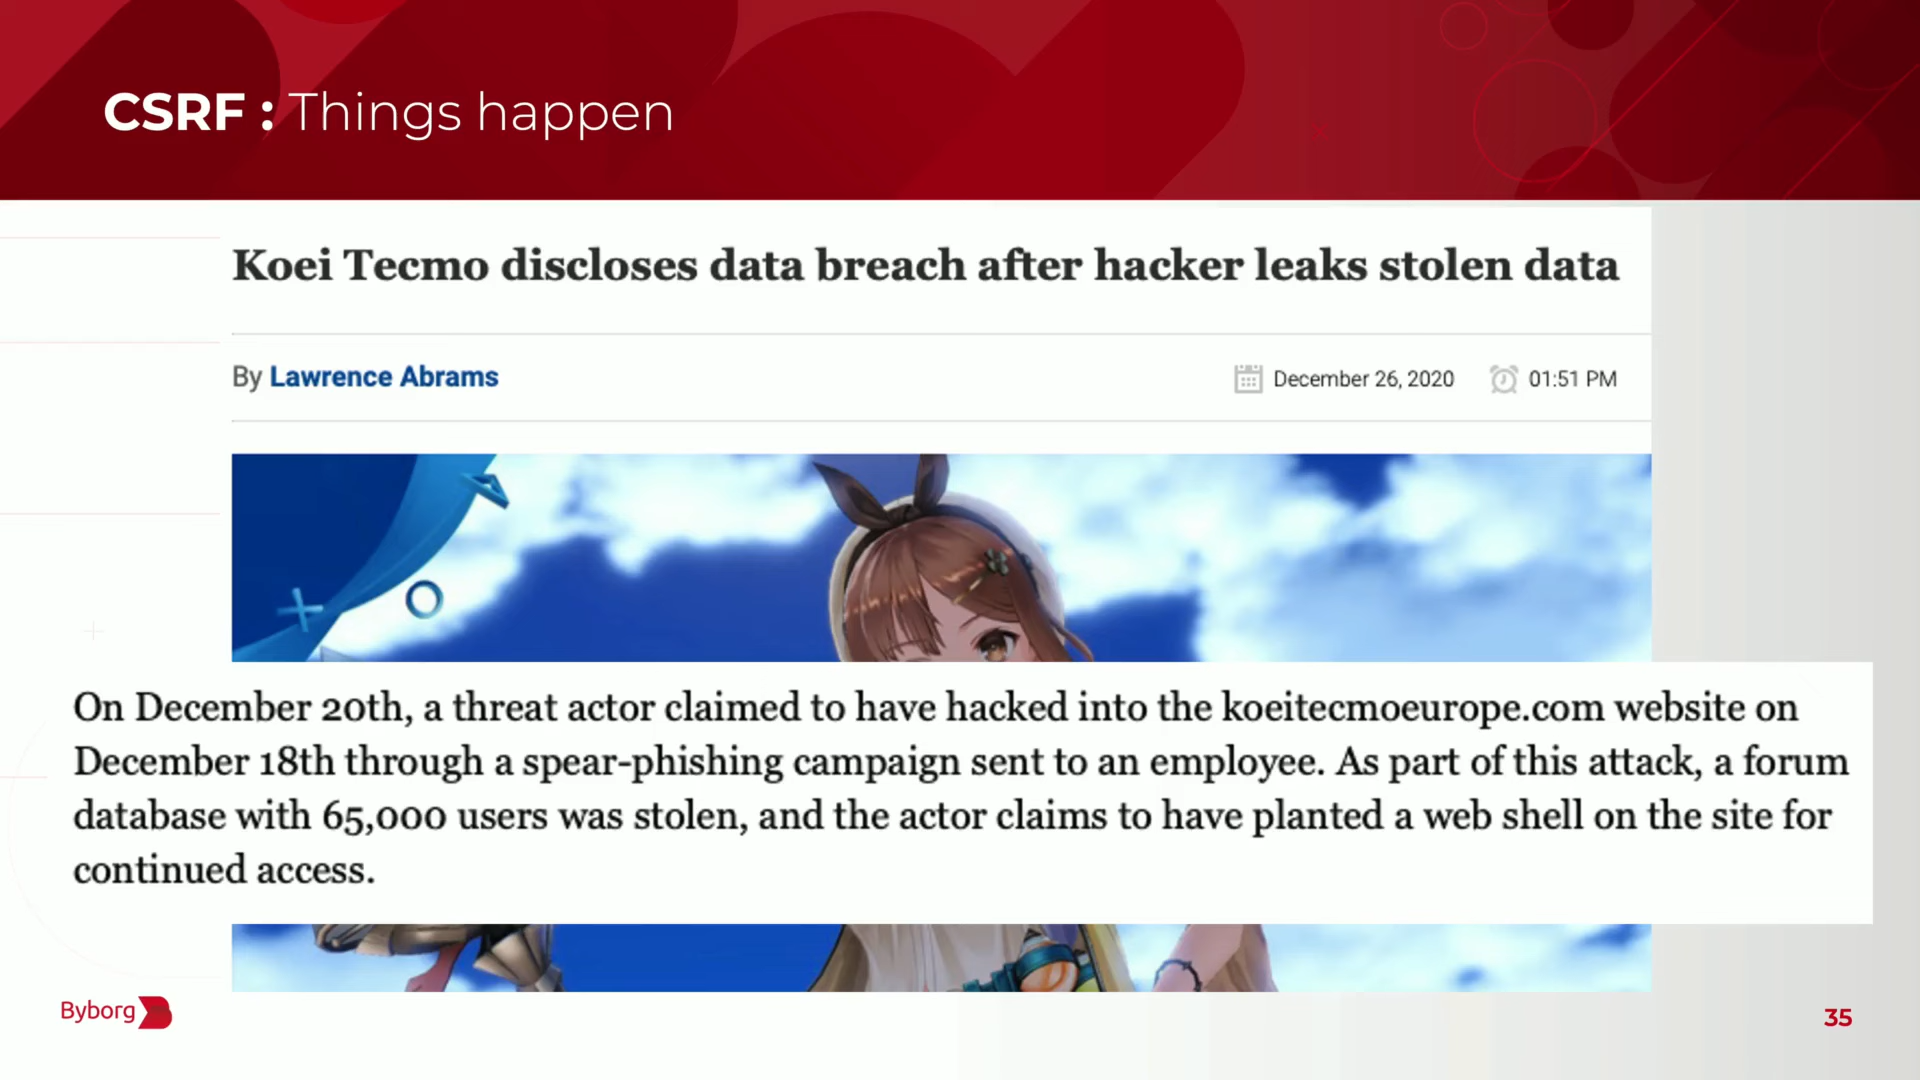 CSRF : Things happen
Koei Tecmo discloses data breach after hacker leaks stolen data
By Lawrence Abrams
December 26, 2020 01:51 PM
On December 20th, a threat actor claimed to have hacked into the koeitecmoeurope.com website on
December 18th through a spear-phishing campaign sent to an employee. As part of this attack, a forum
database with 65,000 users was stolen, and the actor claims to have planted a web shell on the site for
continued access.
Byborg
35